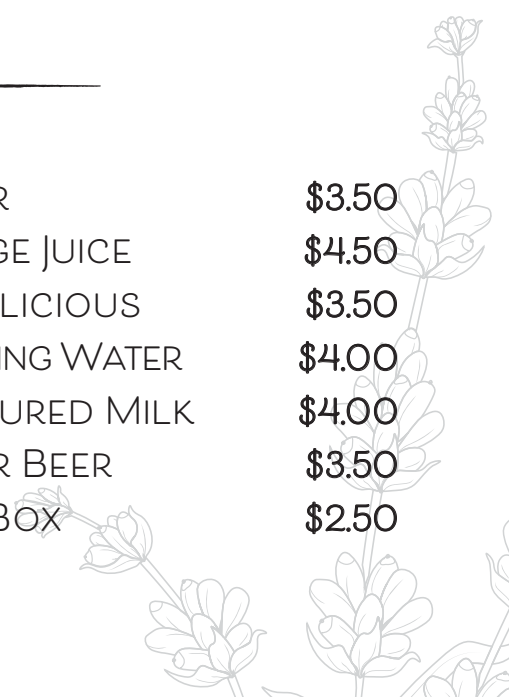 R $3.50
GE JUICE $4.50
LICIOUS $3.50
ING WATER $4.00
URED MILK $4.00
R BEER $3.50
BOX $2.50